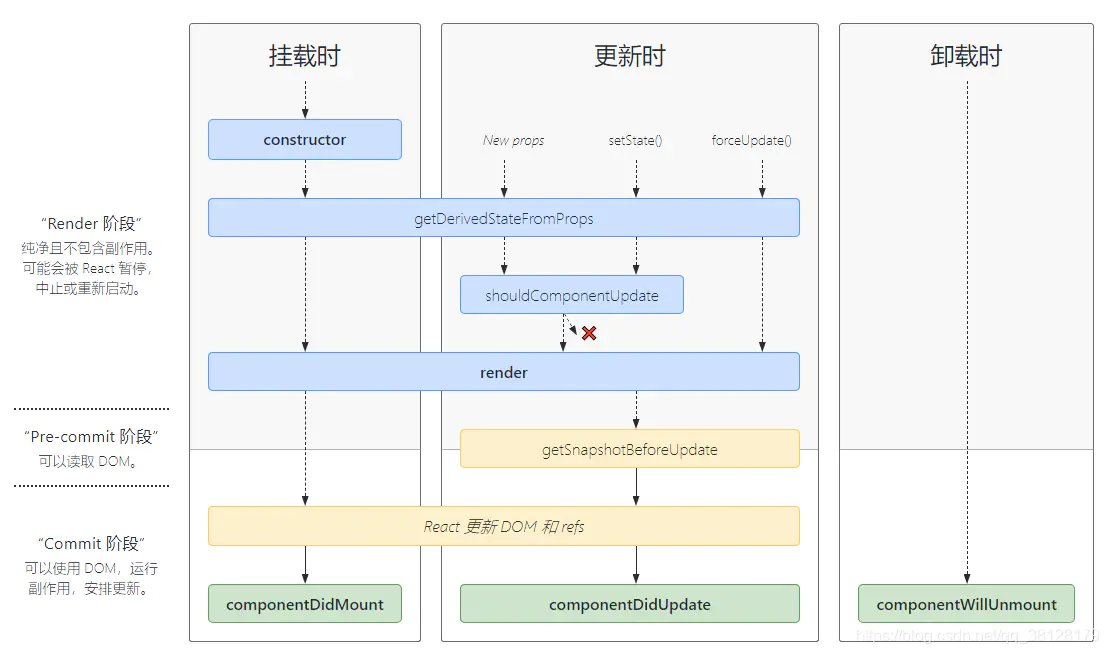 挂载时
更新时
卸载时
constructor
New props
setState()
forceUpdate()
“Render 阶段”
纯净且不包含副作用。
可能会被 React 暂停，
中止或重新启动。
getDerivedStateFromProps
shouldComponentUpdate
render
“Pre-commit 阶段”
可以读取 DOM。
getSnapshotBeforeUpdate
React 更新 DOM 和 refs
“Commit 阶段”
可以使用 DOM，运行
副作用，安排更新。
componentDidMount
componentDidUpdate
componentWillUnmount
https://blog.csdn.net/qq_38128179